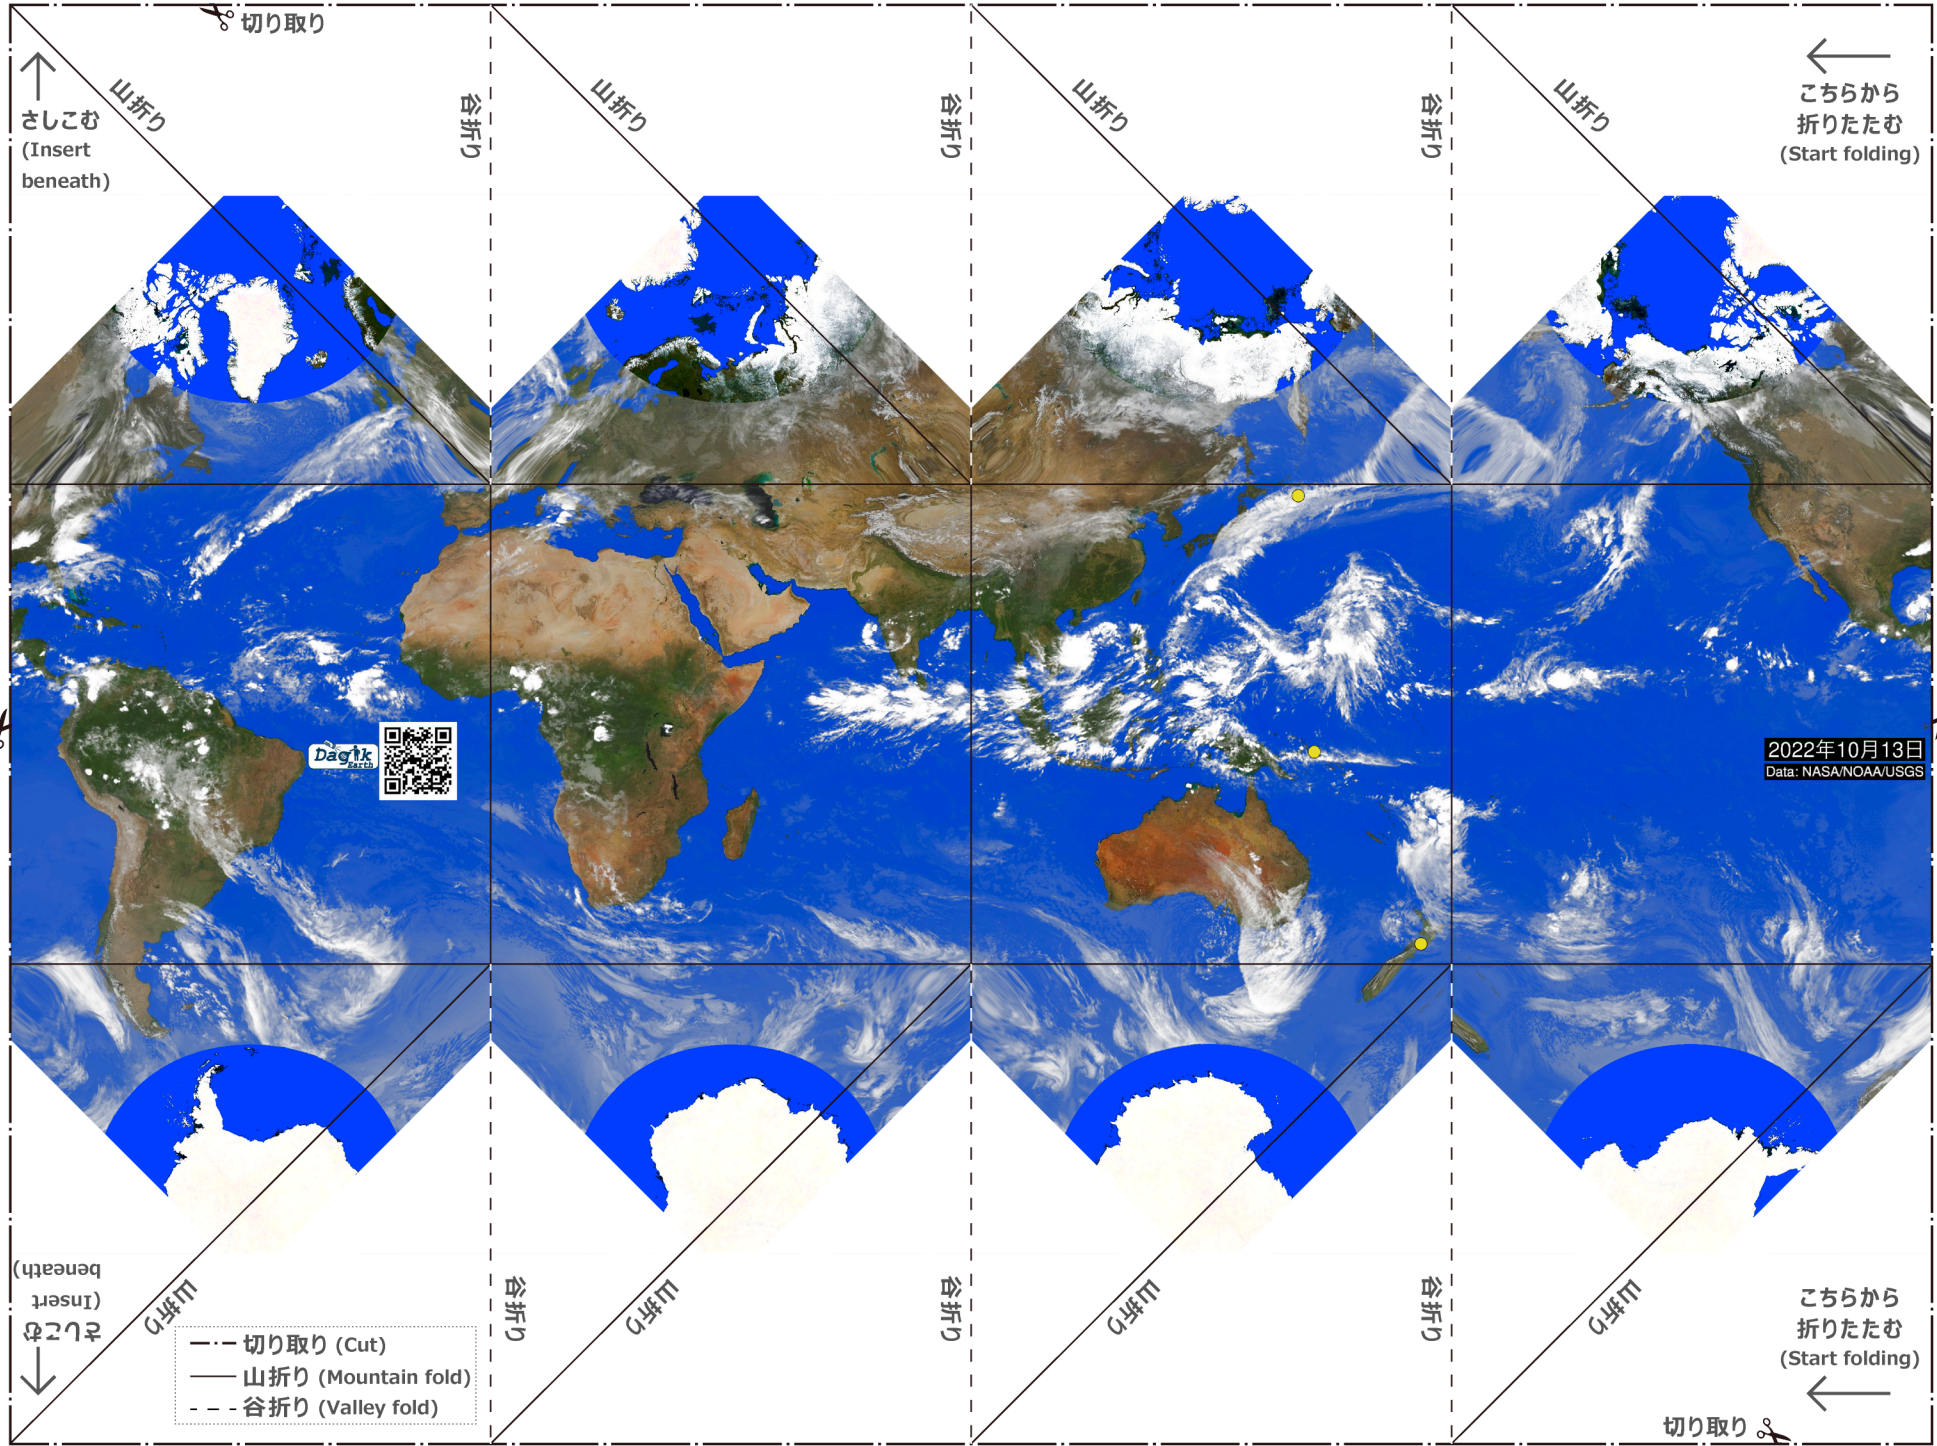 切り取り
さしこむ
(Insert
beneath)
山折り
谷折り
山折り
谷折り
山折り
谷折り
山折り
こちらから
折りたたむ
(Start folding)
Dagik
Earth
2022年10月13日
Data: NASA/NOAA/USGS
さしこむ
(Insert
beneath)
山折り
谷折り
山折り
谷折り
山折り
谷折り
山折り
こちらから
折りたたむ
(Start folding)
切り取り (Cut)
山折り (Mountain fold)
谷折り (Valley fold)
切り取り